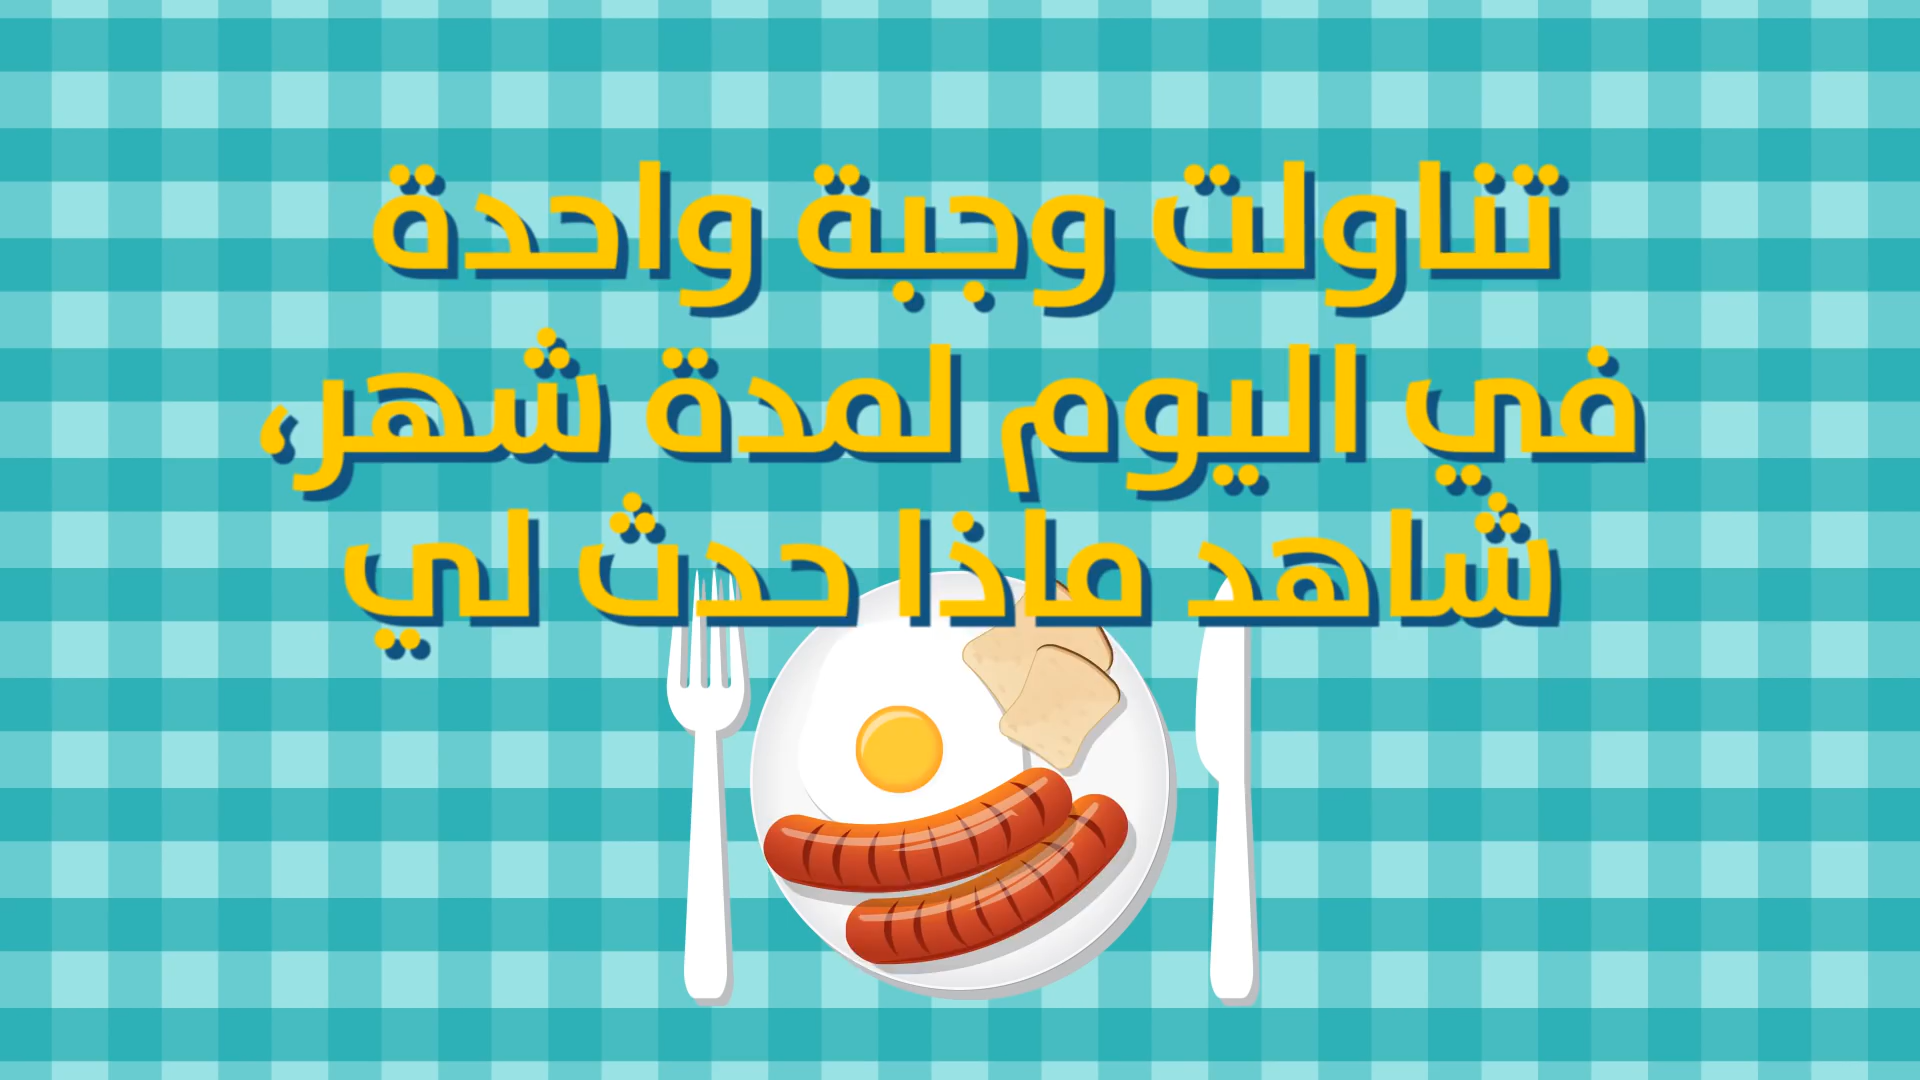 تناولت وجبة واحدة
في اليوم لمدة شهر،
شاهد ماذا حدث لي